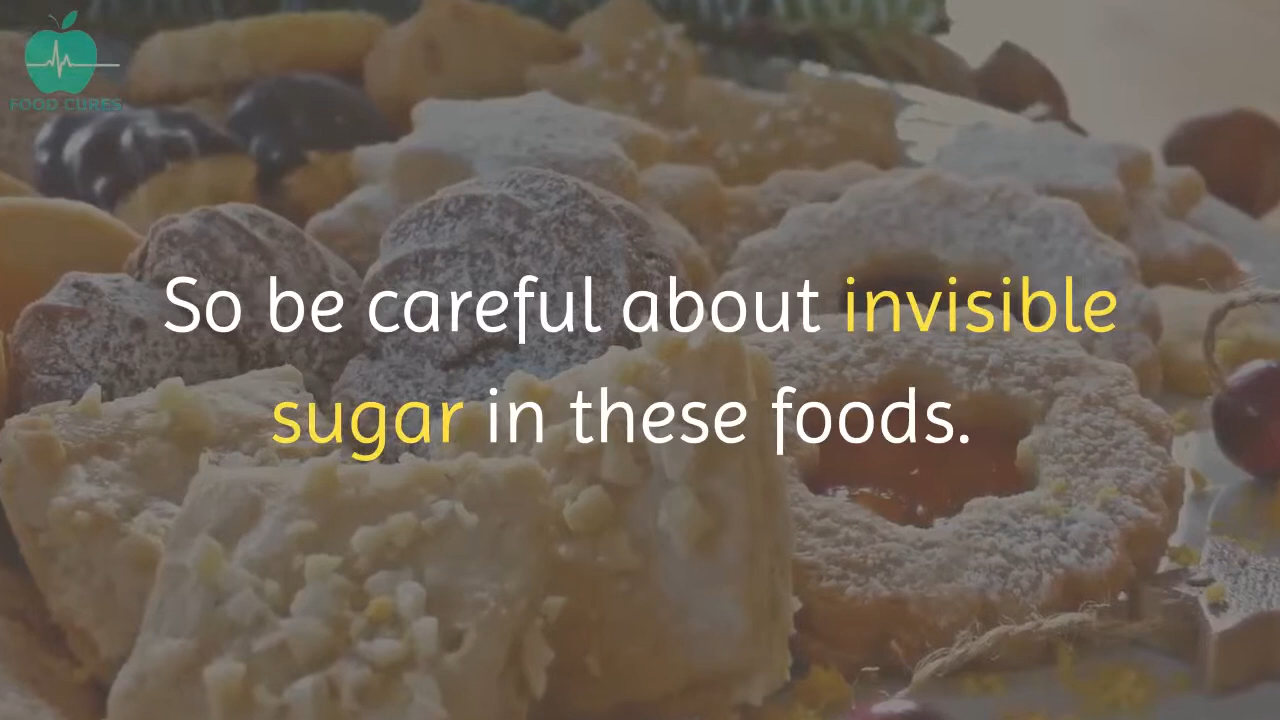 FOOD CURES
So be careful about invisible
sugar in these foods.